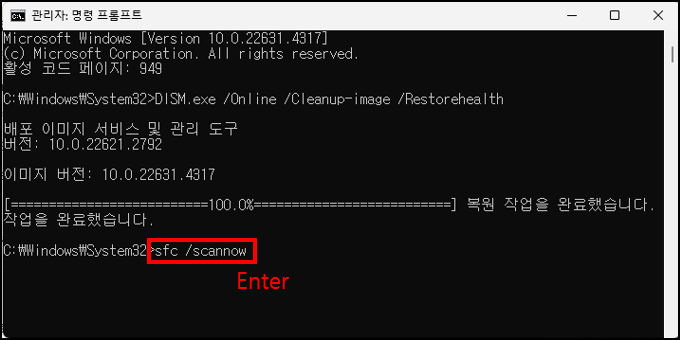 관리자: 명령 프롬프트
Microsoft Windows [Version 10.0.22631.4317]
(c) Microsoft Corporation. All rights reserved.
활성 코드 페이지: 949
C:₩Windows₩System32>DISM.exe /Online /Cleanup-image /Restorehealth
배포 이미지 서비스 및 관리 도구
버전: 10.0.22621.2792
이미지 버전: 10.0.22631.4317
[==========================100.0%==========================] 복원 작업을 완료했습니다.
작업을 완료했습니다.
C:₩Windows₩System32>sfc /scannow
Enter